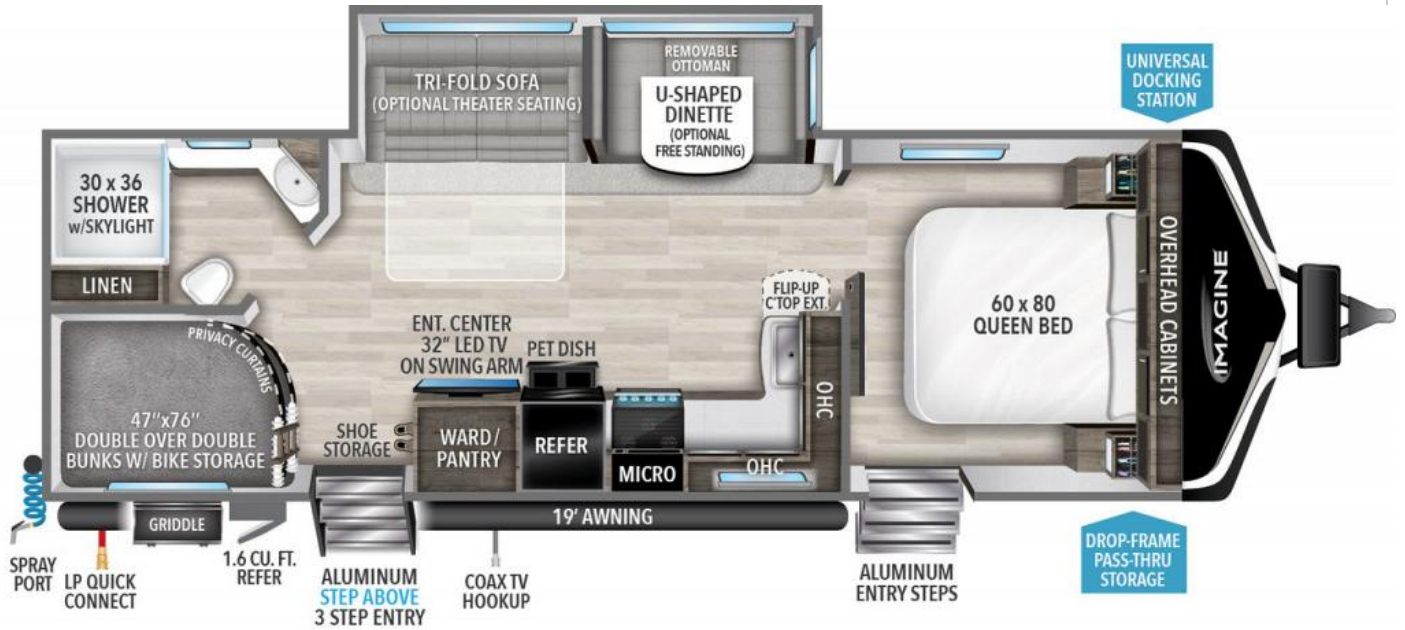 TRI-FOLD SOFA
(OPTIONAL THEATER SEATING)
REMOVABLE
OTTOMAN
U-SHAPED
DINETTE
(OPTIONAL
FREE STANDING)
UNIVERSAL
DOCKING
STATION
30 x 36
SHOWER
w/SKYLIGHT
LINEN
PRIVACY CURTAINS
47"x76"
DOUBLE OVER DOUBLE
BUNKS W/ BIKE STORAGE
ENT. CENTER
32" LED TV
ON SWING ARM
PET DISH
SHOE
STORAGE
WARD/
PANTRY
REFER
MICRO
OHC
OHC
FLIP-UP
C'TOP EXT.
60 x 80
QUEEN BED
OVERHEAD CABINETS
IMAGINE
SPRAY
PORT
LP QUICK
CONNECT
GRIDDLE
1.6 CU. FT.
REFER
19' AWNING
ALUMINUM
STEP ABOVE
3 STEP ENTRY
COAX TV
HOOKUP
ALUMINUM
ENTRY STEPS
DROP-FRAME
PASS-THRU
STORAGE